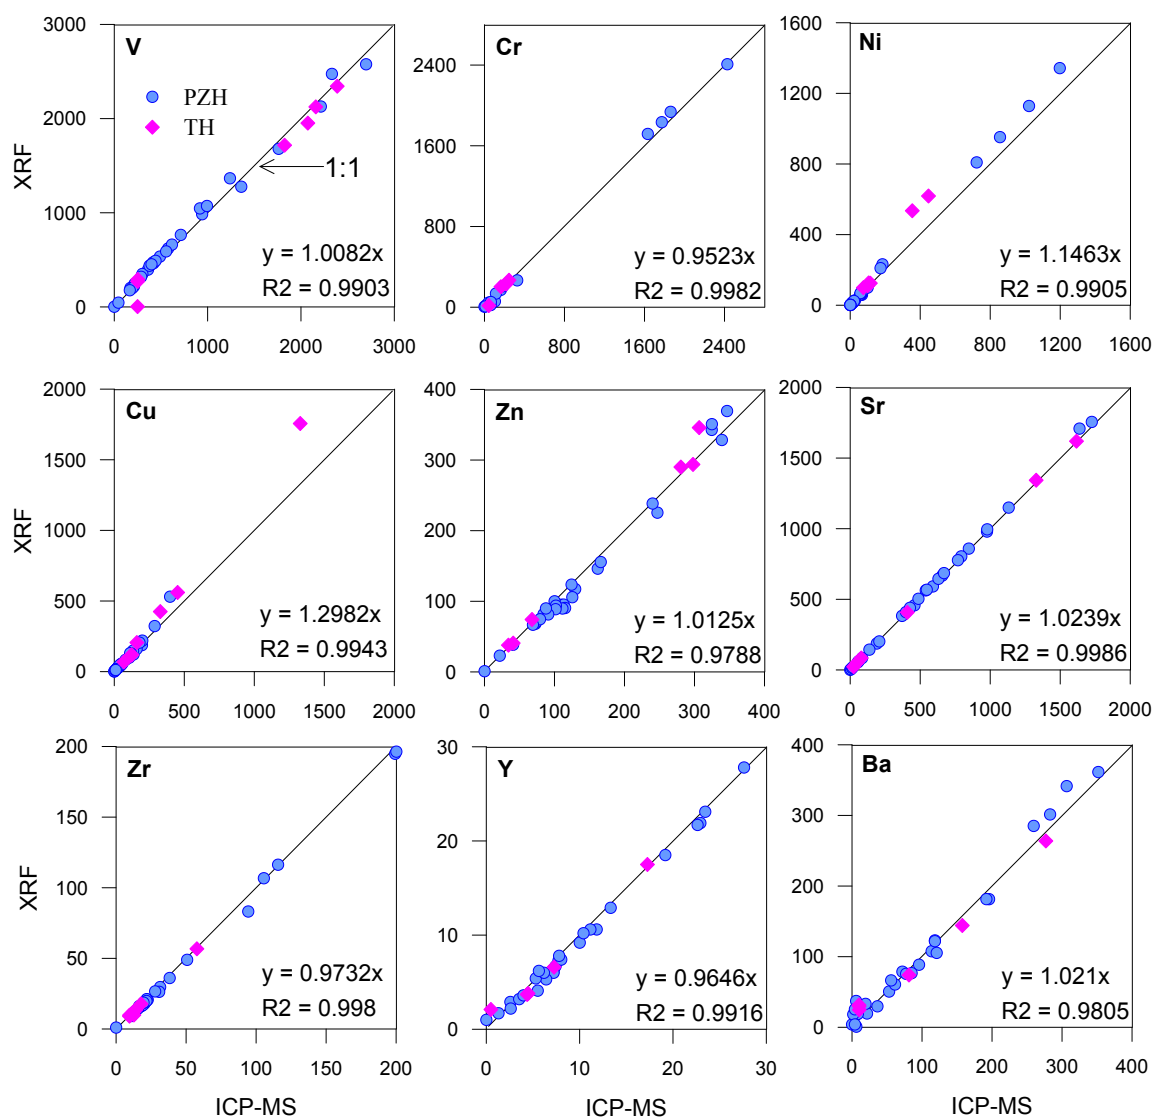 V
PZH
TH
1:1
y = 1.0082x
R2 = 0.9903
3000
2000
1000
0
0 1000 2000 3000
XRF
Cr
y = 0.9523x
R2 = 0.9982
2400
1600
800
0
0 800 1600 2400
Ni
y = 1.1463x
R2 = 0.9905
1600
1200
800
400
0
0 400 800 1200 1600
Cu
y = 1.2982x
R2 = 0.9943
2000
1500
1000
500
0
0 500 1000 1500 2000
XRF
Zn
y = 1.0125x
R2 = 0.9788
400
300
200
100
0
0 100 200 300 400
Sr
y = 1.0239x
R2 = 0.9986
2000
1500
1000
500
0
0 500 1000 1500 2000
Zr
y = 0.9732x
R2 = 0.998
200
150
100
50
0
0 50 100 150 200
XRF
ICP-MS
Y
y = 0.9646x
R2 = 0.9916
30
20
10
0
0 10 20 30
ICP-MS
Ba
y = 1.021x
R2 = 0.9805
400
300
200
100
0
0 100 200 300 400
ICP-MS